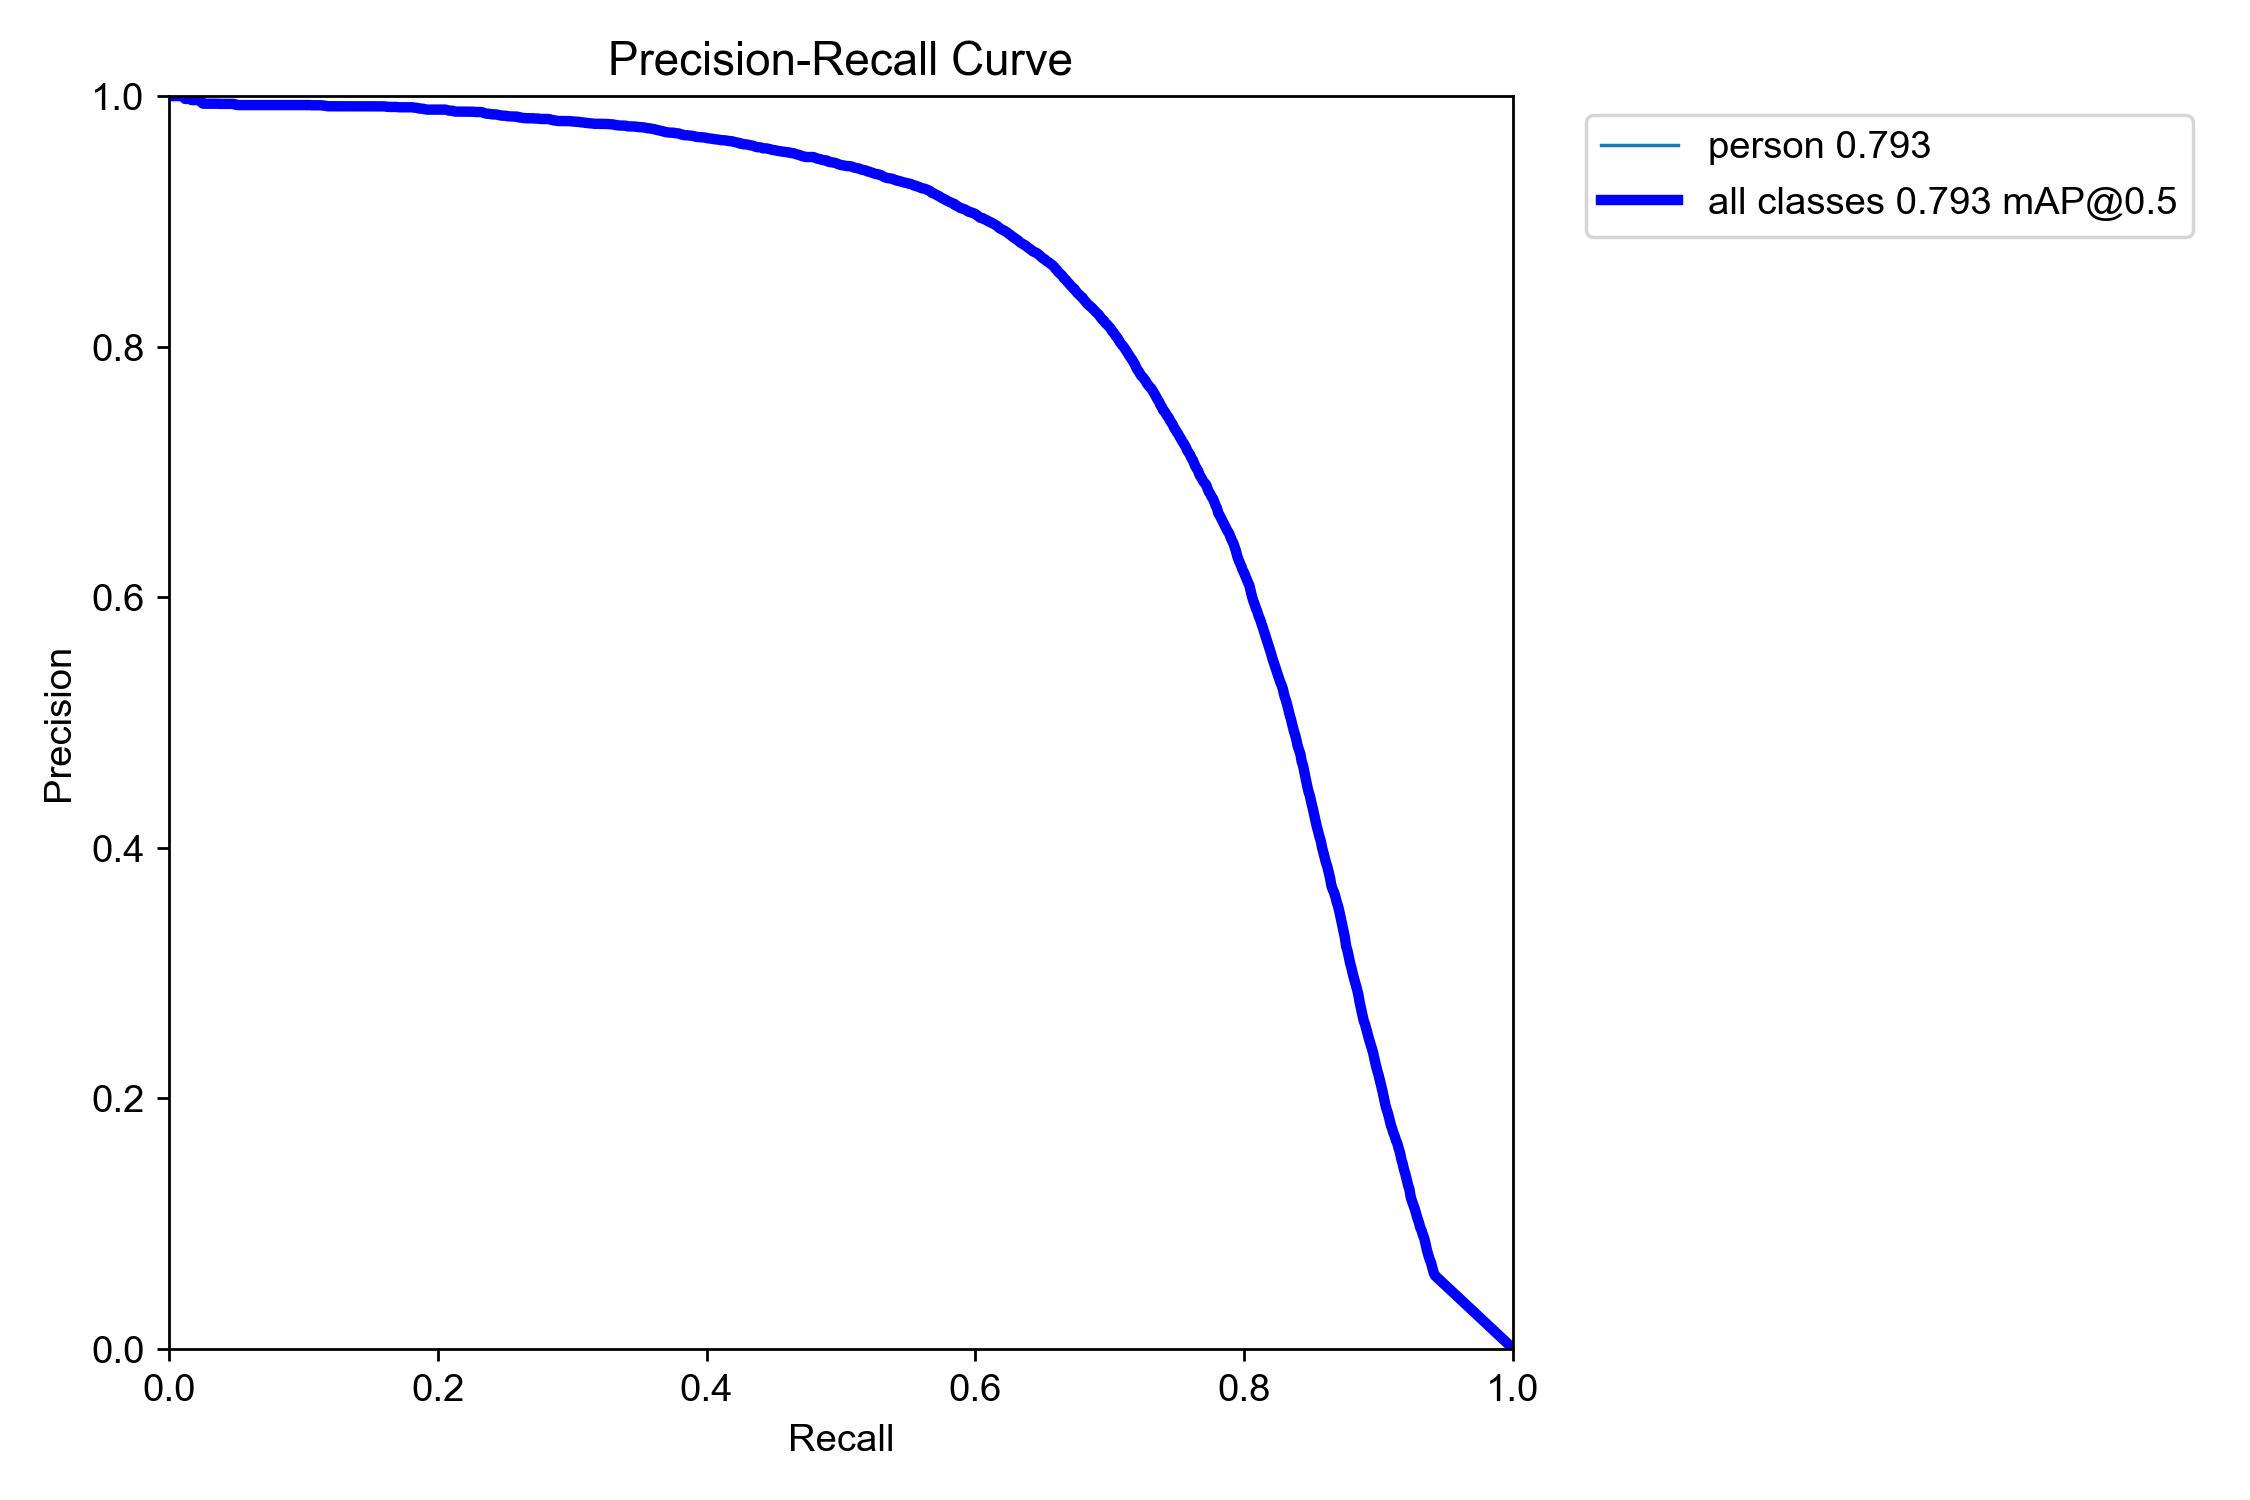 Precision-Recall Curve
person 0.793
all classes 0.793 mAP@0.5
1.0
0.8
0.6
0.4
0.2
0.0
Precision
0.0 0.2 0.4 0.6 0.8 1.0
Recall